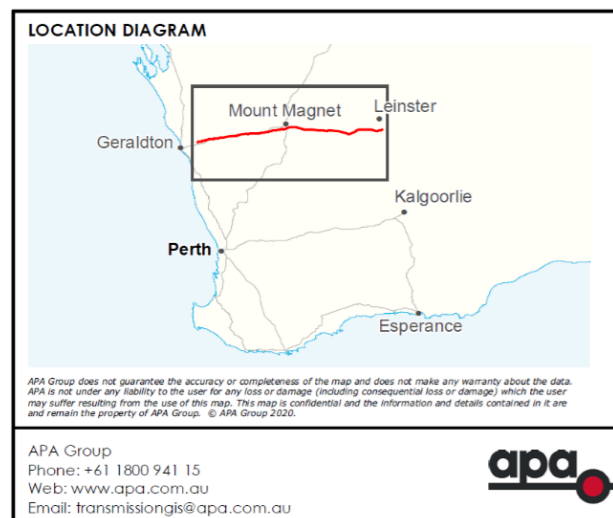 LOCATION DIAGRAM
Mount Magnet
Leinster
Geraldton
Kalgoorlie
Perth
Esperance
APA Group does not guarantee the accuracy or completeness of the map and does not make any warranty about the data.
APA is not under any liability to the user for any loss or damage (including consequential loss or damage) which the user
may suffer resulting from the use of this map. This map is confidential and the information and details contained in it are
and remain the property of APA Group. © APA Group 2020.
APA Group
Phone: +61 1800 941 15
Web: www.apa.com.au
Email: transmissiongis@apa.com.au
apa